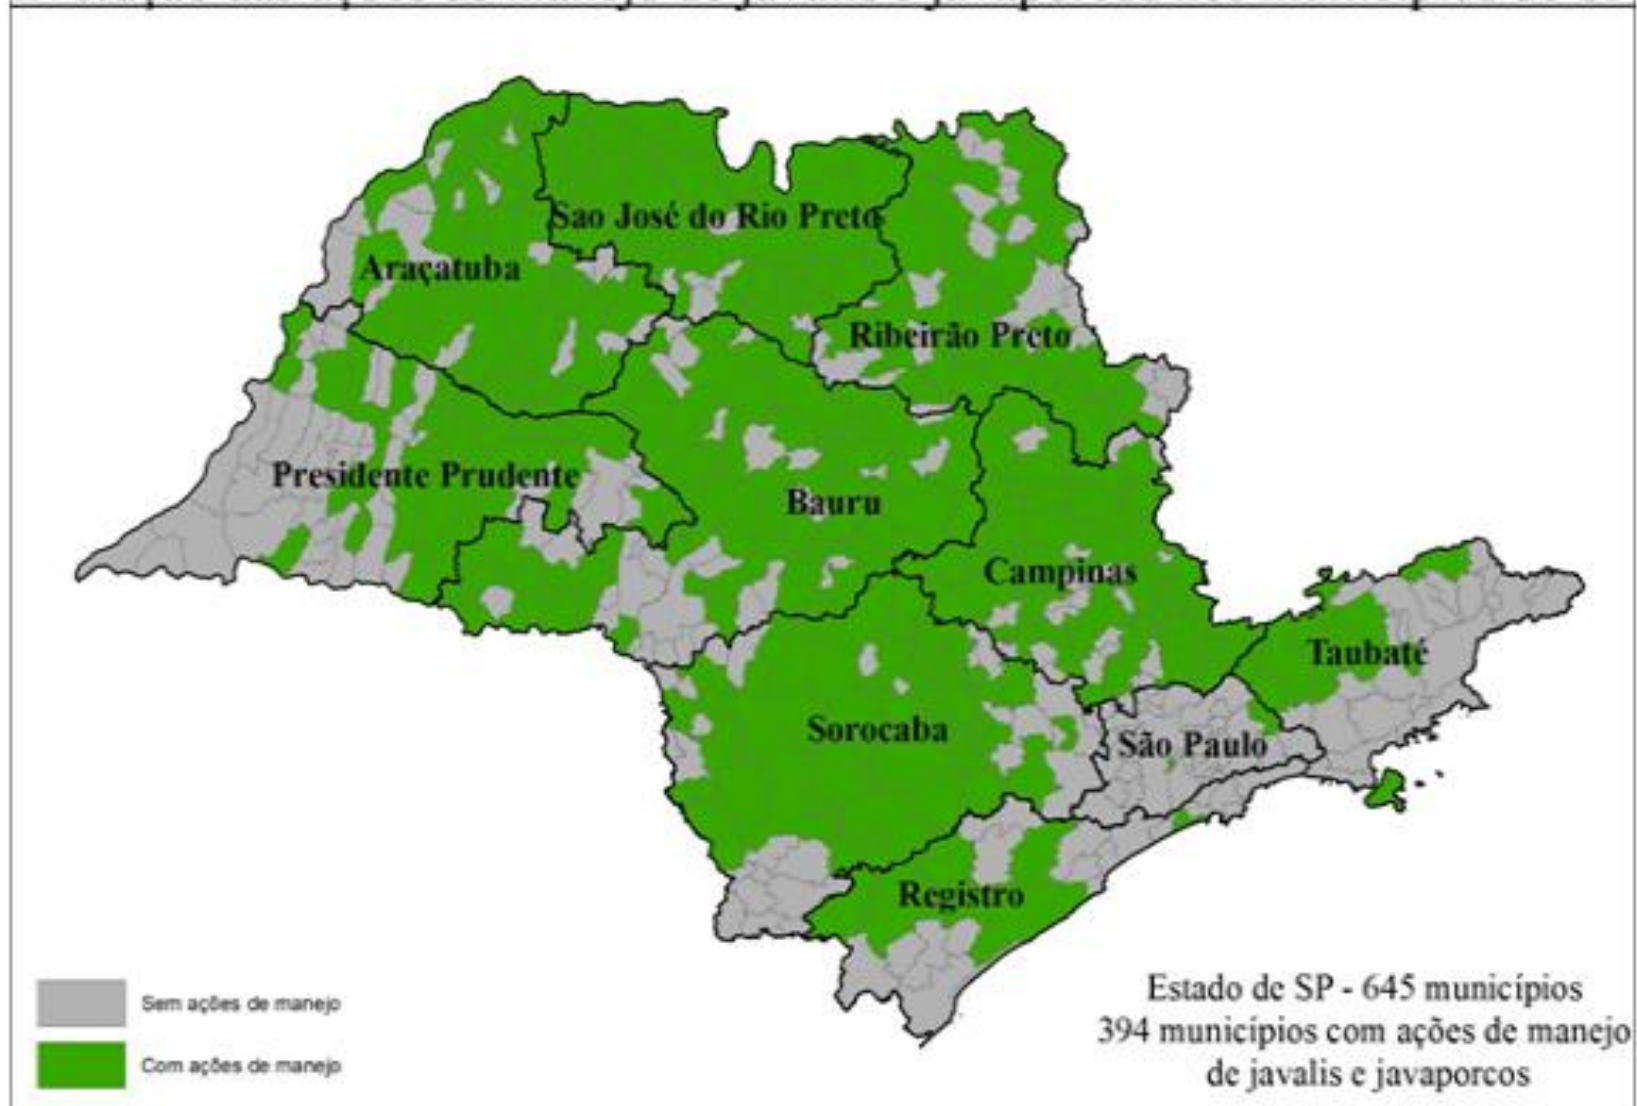 Sao José do Rio Preto
Araçatuba
Ribeirão Preto
Presidente Prudente
Bauru
Campinas
Taubaté
Sorocaba
São Paulo
Registro
Sem ações de manejo
Com ações de manejo
Estado de SP - 645 municípios
394 municípios com ações de manejo
de javalis e javaporcos